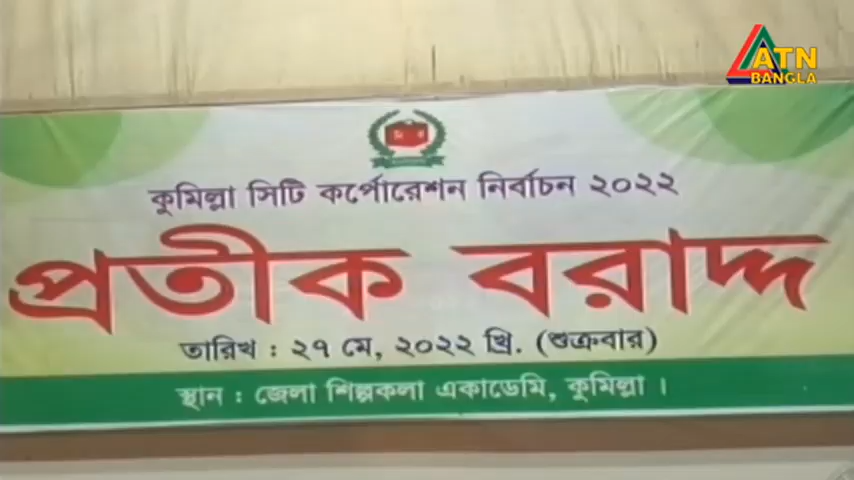 ATN
BANGLA
কুমিল্লা সিটি কর্পোরেশন নির্বাচন ২০২২
প্রতীক বরাদ্দ
তারিখ : ২৭ মে, ২০২২ খ্রি. (শুক্রবার)
স্থান : জেলা শিল্পকলা একাডেমি, কুমিল্লা ।